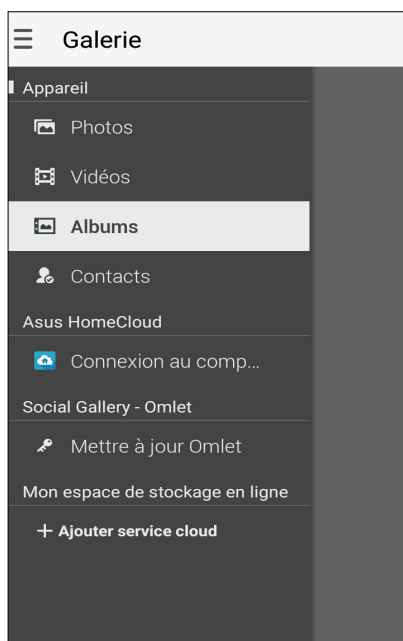 Galerie
Appareil
Photos
Vidéos
Albums
Contacts
Asus HomeCloud
Connexion au comp...
Social Gallery - Omlet
Mettre à jour Omlet
Mon espace de stockage en ligne
+ Ajouter service cloud